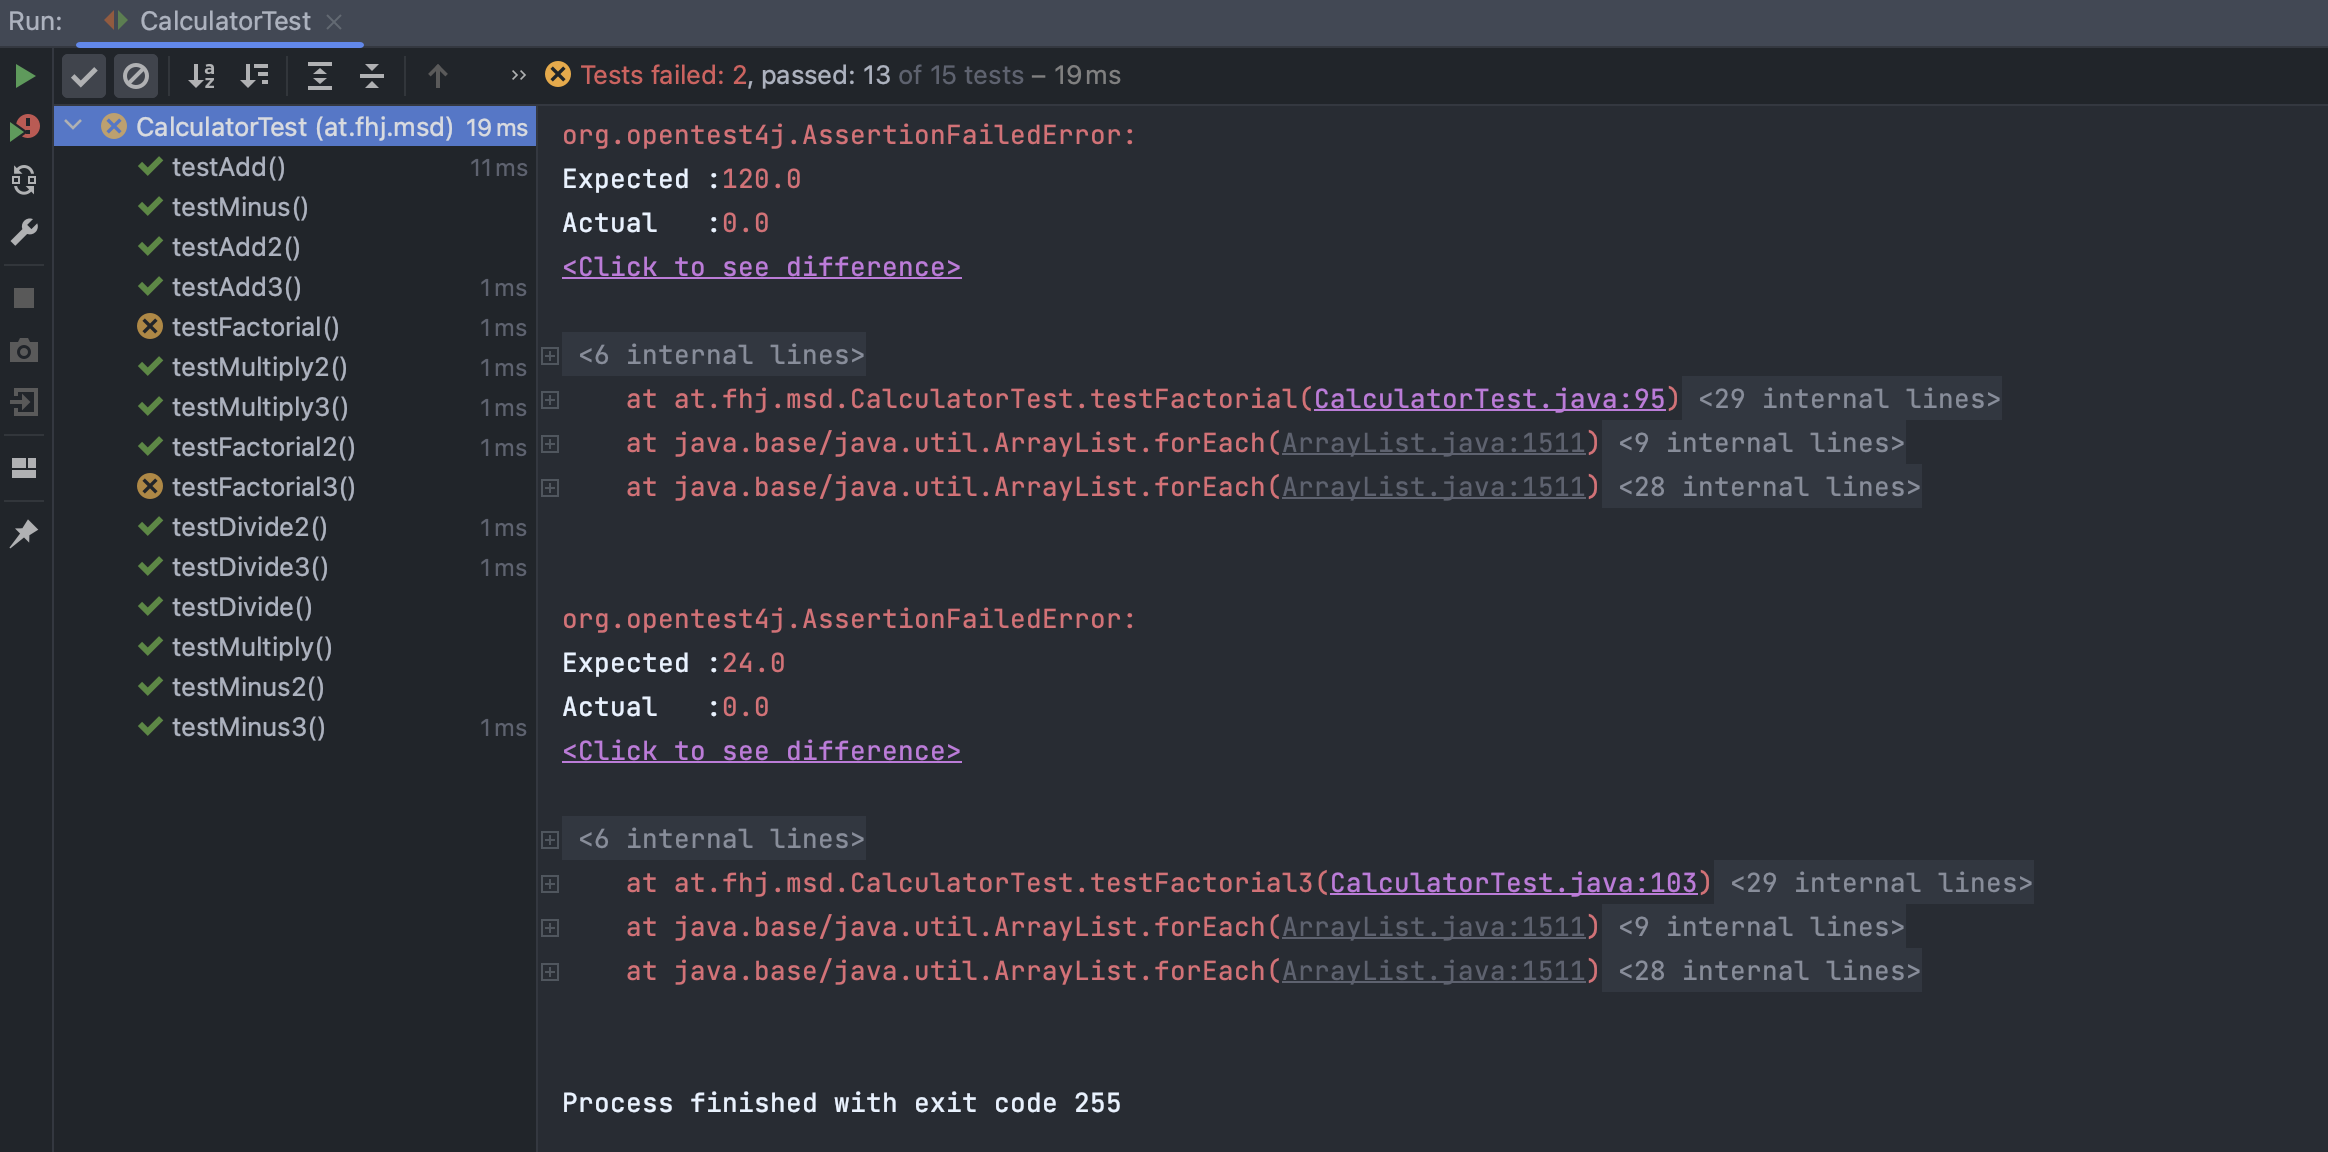 Run: CalculatorTest
Tests failed: 2, passed: 13 of 15 tests – 19 ms
CalculatorTest (at.fhj.msd) 19 ms
testAdd() 11 ms
testMinus()
testAdd2()
testAdd3() 1 ms
testFactorial() 1 ms
testMultiply2() 1 ms
testMultiply3() 1 ms
testFactorial2() 1 ms
testFactorial3()
testDivide2() 1 ms
testDivide3() 1 ms
testDivide()
testMultiply()
testMinus2()
testMinus3() 1 ms
org.opentest4j.AssertionFailedError:
Expected :120.0
Actual   :0.0
<Click to see difference>
<6 internal lines>
at at.fhj.msd.CalculatorTest.testFactorial(CalculatorTest.java:95) <29 internal lines>
at java.base/java.util.ArrayList.forEach(ArrayList.java:1511) <9 internal lines>
at java.base/java.util.ArrayList.forEach(ArrayList.java:1511) <28 internal lines>
org.opentest4j.AssertionFailedError:
Expected :24.0
Actual   :0.0
<Click to see difference>
<6 internal lines>
at at.fhj.msd.CalculatorTest.testFactorial3(CalculatorTest.java:103) <29 internal lines>
at java.base/java.util.ArrayList.forEach(ArrayList.java:1511) <9 internal lines>
at java.base/java.util.ArrayList.forEach(ArrayList.java:1511) <28 internal lines>
Process finished with exit code 255